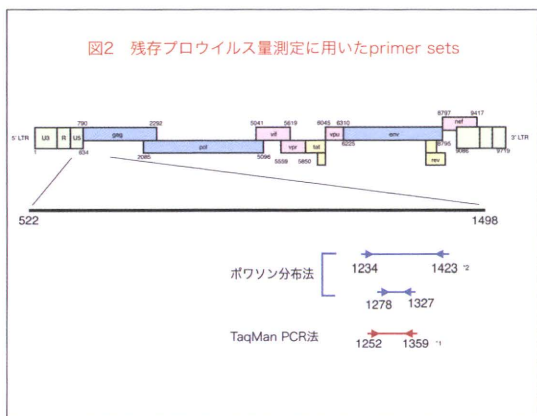 図2 残存プロウイルス量測定に用いたprimer sets
8797 9417
790 2292 5041 5619 6045 6310 nef
5' LTR U3 R U5 gag vif vpu env 3' LTR
pol vpr tat rev
1 634 2085 5096 5559 5850 6225 8795 9086 9719
522 1498
ポワソン分布法 1234 1423 *2
1278 1327
TaqMan PCR法 1252 1359 *1